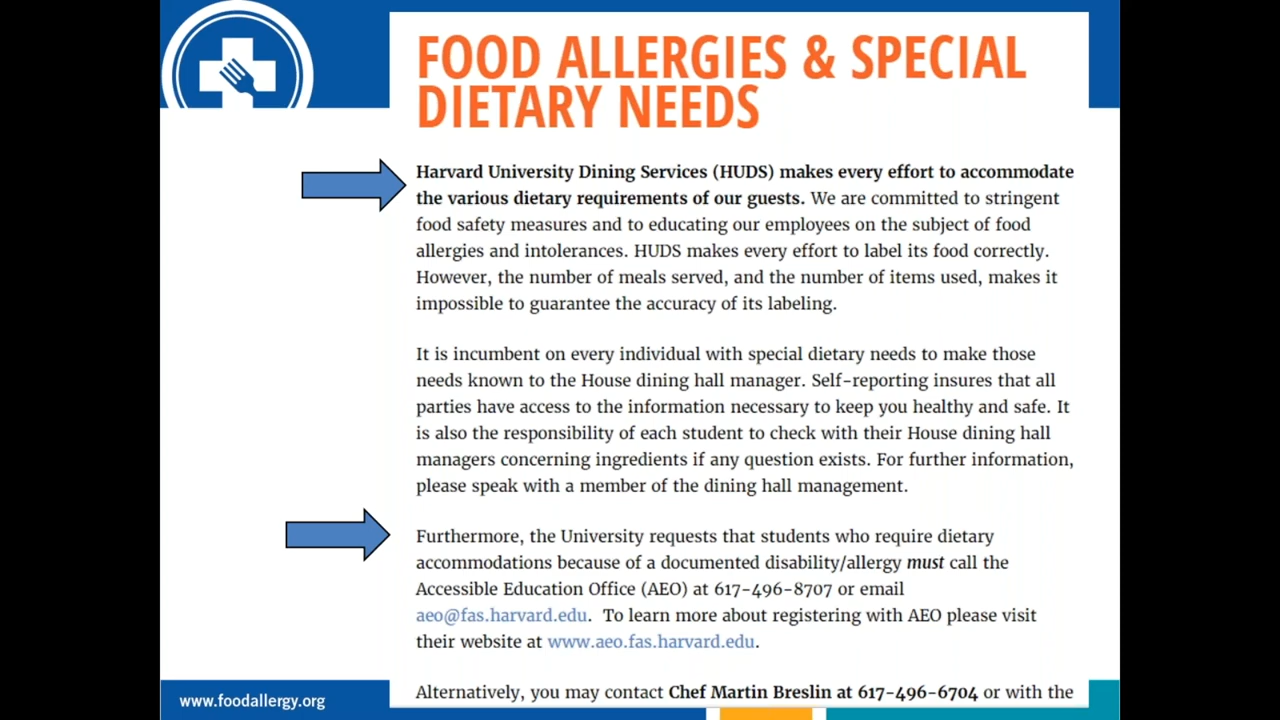 FOOD ALLERGIES & SPECIAL
DIETARY NEEDS
Harvard University Dining Services (HUDS) makes every effort to accommodate
the various dietary requirements of our guests. We are committed to stringent
food safety measures and to educating our employees on the subject of food
allergies and intolerances. HUDS makes every effort to label its food correctly.
However, the number of meals served, and the number of items used, makes it
impossible to guarantee the accuracy of its labeling.
It is incumbent on every individual with special dietary needs to make those
needs known to the House dining hall manager. Self-reporting insures that all
parties have access to the information necessary to keep you healthy and safe. It
is also the responsibility of each student to check with their House dining hall
managers concerning ingredients if any question exists. For further information,
please speak with a member of the dining hall management.
Furthermore, the University requests that students who require dietary
accommodations because of a documented disability/allergy must call the
Accessible Education Office (AEO) at 617-496-8707 or email
aeo@fas.harvard.edu. To learn more about registering with AEO please visit
their website at www.aeo.fas.harvard.edu.
Alternatively, you may contact Chef Martin Breslin at 617-496-6704 or with the
www.foodallergy.org